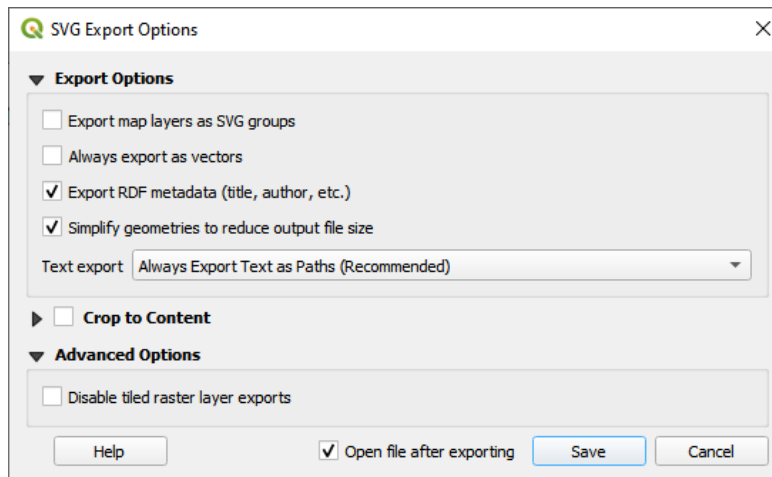 SVG Export Options
Export Options
Export map layers as SVG groups
Always export as vectors
Export RDF metadata (title, author, etc.)
Simplify geometries to reduce output file size
Text export Always Export Text as Paths (Recommended)
Crop to Content
Advanced Options
Disable tiled raster layer exports
Help Open file after exporting Save Cancel